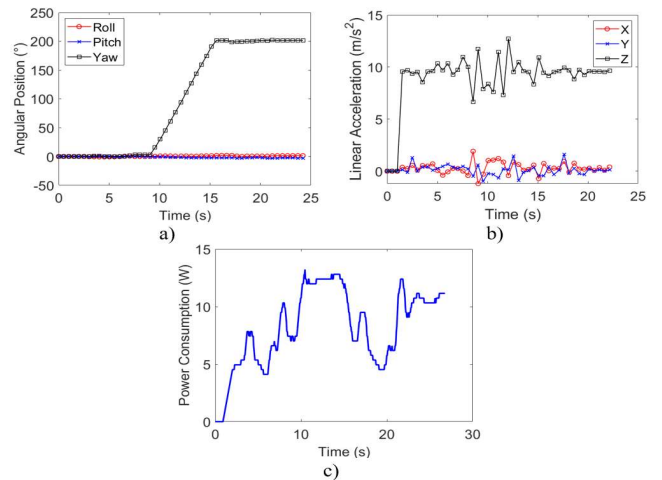 Angular Position (°)
250
200
150
100
50
0
-50
Roll
Pitch
Yaw
0 5 10 15 20 25
Time (s)
a)
Linear Acceleration (m/s²)
15
10
5
0
X
Y
Z
0 5 10 15 20 25
Time (s)
b)
Power Consumption (W)
15
10
5
0
0 10 20 30
Time (s)
c)